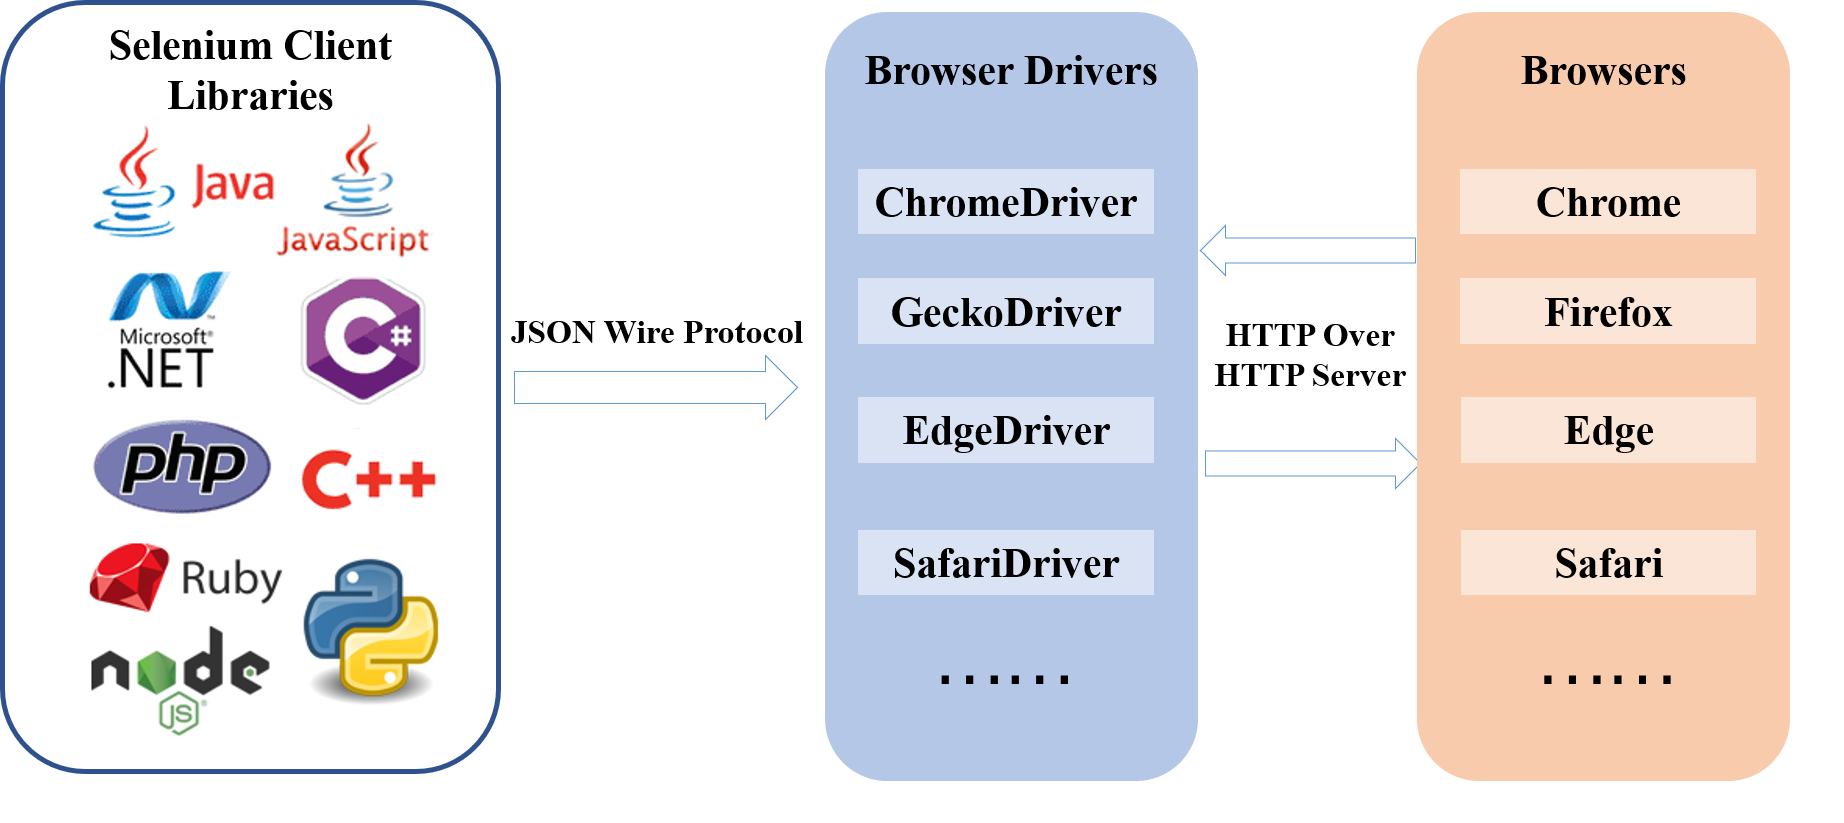 Selenium Client
Libraries
Java
JavaScript
Microsoft®
.NET
C#
php
C++
Ruby
node
JS®
JSON Wire Protocol
Browser Drivers
ChromeDriver
GeckoDriver
EdgeDriver
SafariDriver
......
HTTP Over
HTTP Server
Browsers
Chrome
Firefox
Edge
Safari
......